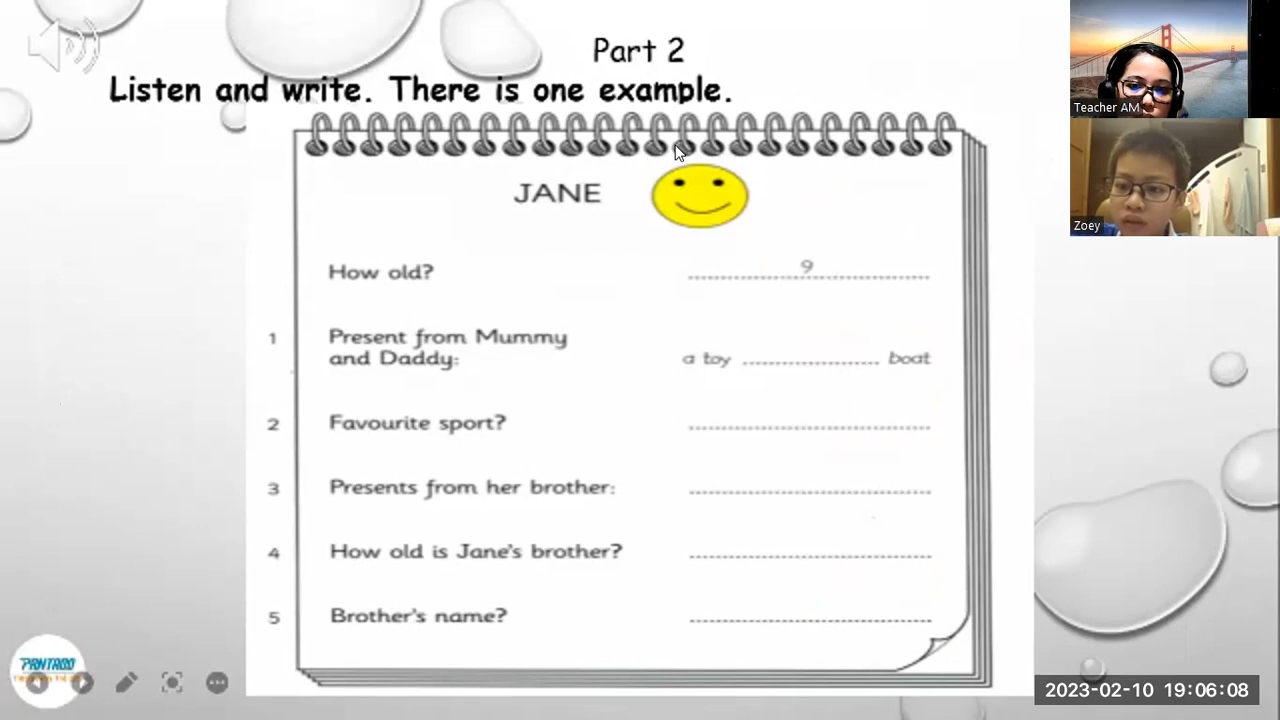 Part 2
Listen and write. There is one example.
JANE
How old? 9
1 Present from Mummy
and Daddy: a toy boat
2 Favourite sport?
3 Presents from her brother:
4 How old is Jane's brother?
5 Brother's name?
Teacher AM
Zoey
PANTRADO
2023-02-10 19:06:08